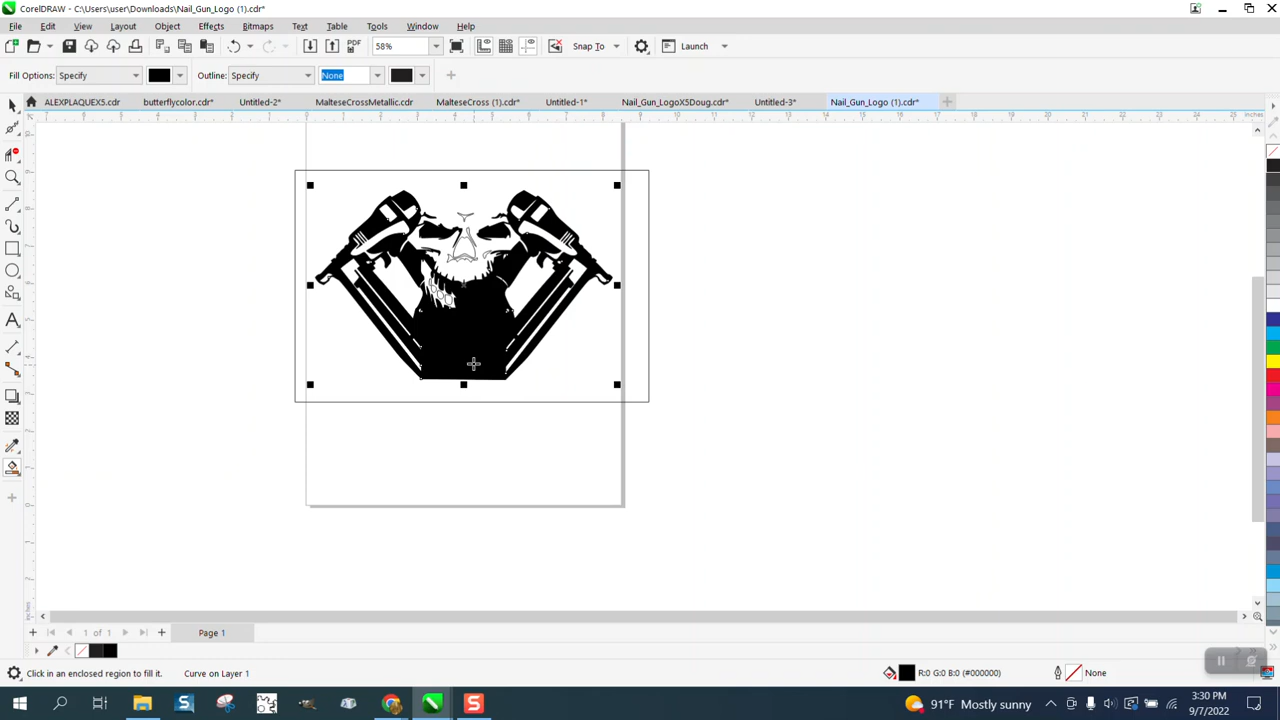 CorelDRAW - C:\Users\user\Downloads\Nail_Gun_Logo (1).cdr*
File Edit View Layout Object Effects Bitmaps Text Table Tools Window Help
PDF 58% Snap To Launch
Fill Options: Specify Outline: Specify None
ALEXPLAQUEX5.cdr butterflycolor.cdr* Untitled-2* MalteseCrossMetallic.cdr MalteseCross (1).cdr* Untitled-1* Nail_Gun_LogoX5Doug.cdr* Untitled-3* Nail_Gun_Logo (1).cdr*
1 of 1 Page 1
Click in an enclosed region to fill it. Curve on Layer 1 R:0 G:0 B:0 (#000000) None
91°F Mostly sunny 3:30 PM
9/7/2022